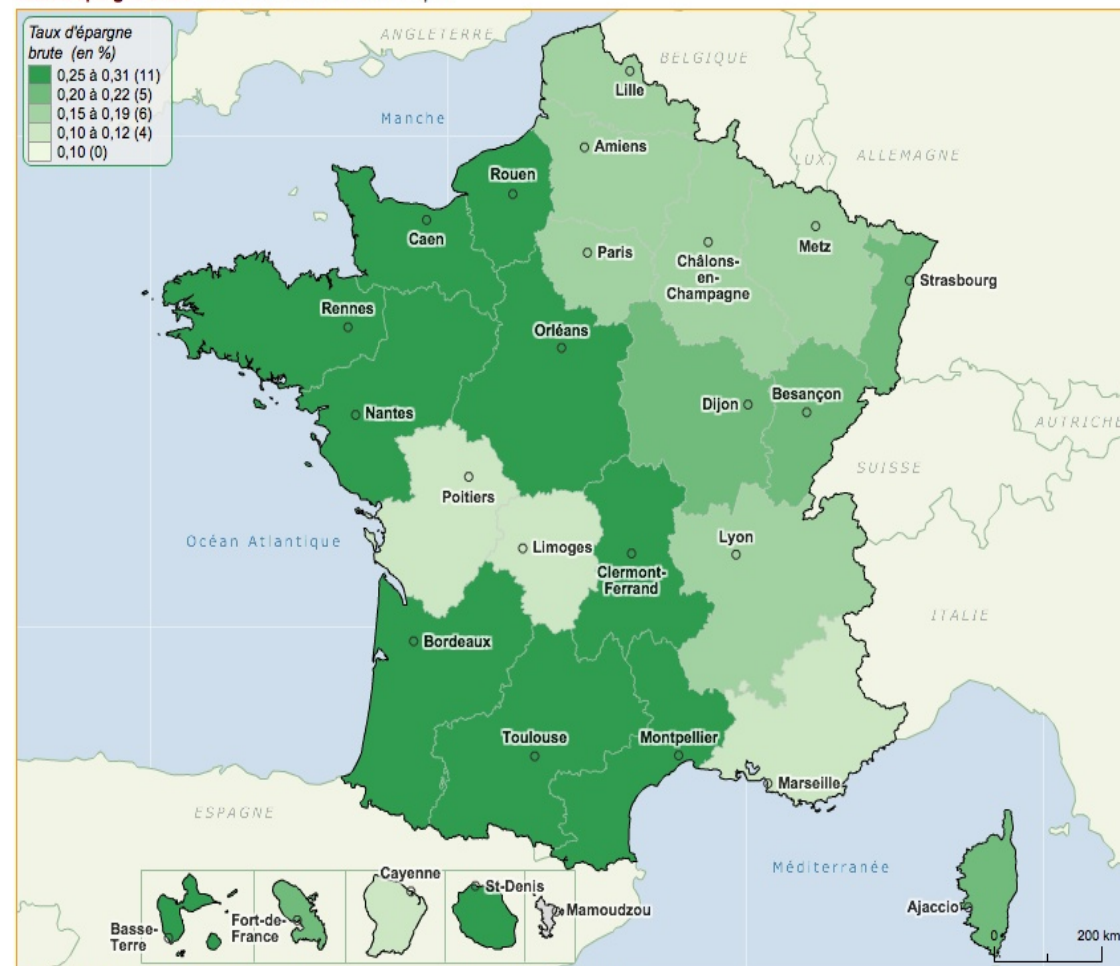 Taux d'épargne
brute (en %)
0,25 à 0,31 (11)
0,20 à 0,22 (5)
0,15 à 0,19 (6)
0,10 à 0,12 (4)
0,10 (0)
ANGLETERRE
BELGIQUE
Lille
Manche
Amiens
LUX.
ALLEMAGNE
Rouen
Caen
Paris
Châlons-
en-
Champagne
Metz
Strasbourg
Rennes
Orléans
Nantes
Dijon
Besançon
AUTRICHE
SUISSE
Poitiers
Océan Atlantique
Limoges
Clermont-
Ferrand
Lyon
ITALIE
Bordeaux
Toulouse
Montpellier
Marseille
ESPAGNE
Méditerranée
Cayenne
St-Denis
Mamoudzou
Basse-
Terre
Fort-de-
France
Ajaccio
0
200 km